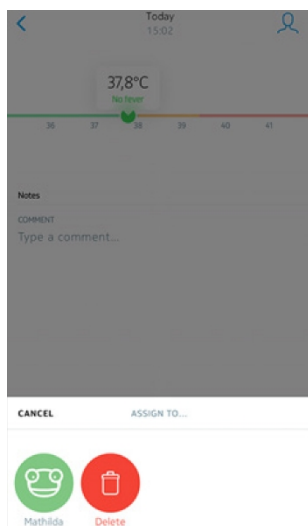 Today
15:02
37,8°C
No fever
36 37 38 39 40 41
Notes
COMMENT
Type a comment...
CANCEL ASSIGN TO...
Mathilda Delete